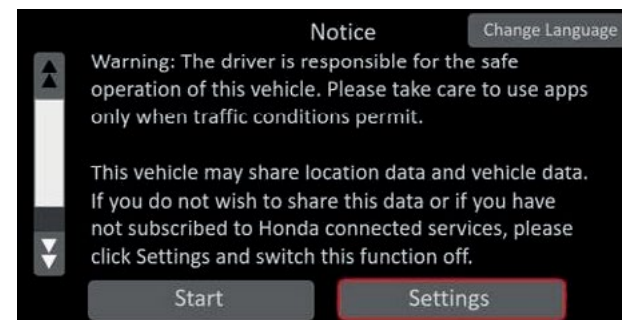 Notice
Change Language
Warning: The driver is responsible for the safe
operation of this vehicle. Please take care to use apps
only when traffic conditions permit.
This vehicle may share location data and vehicle data.
If you do not wish to share this data or if you have
not subscribed to Honda connected services, please
click Settings and switch this function off.
Start
Settings